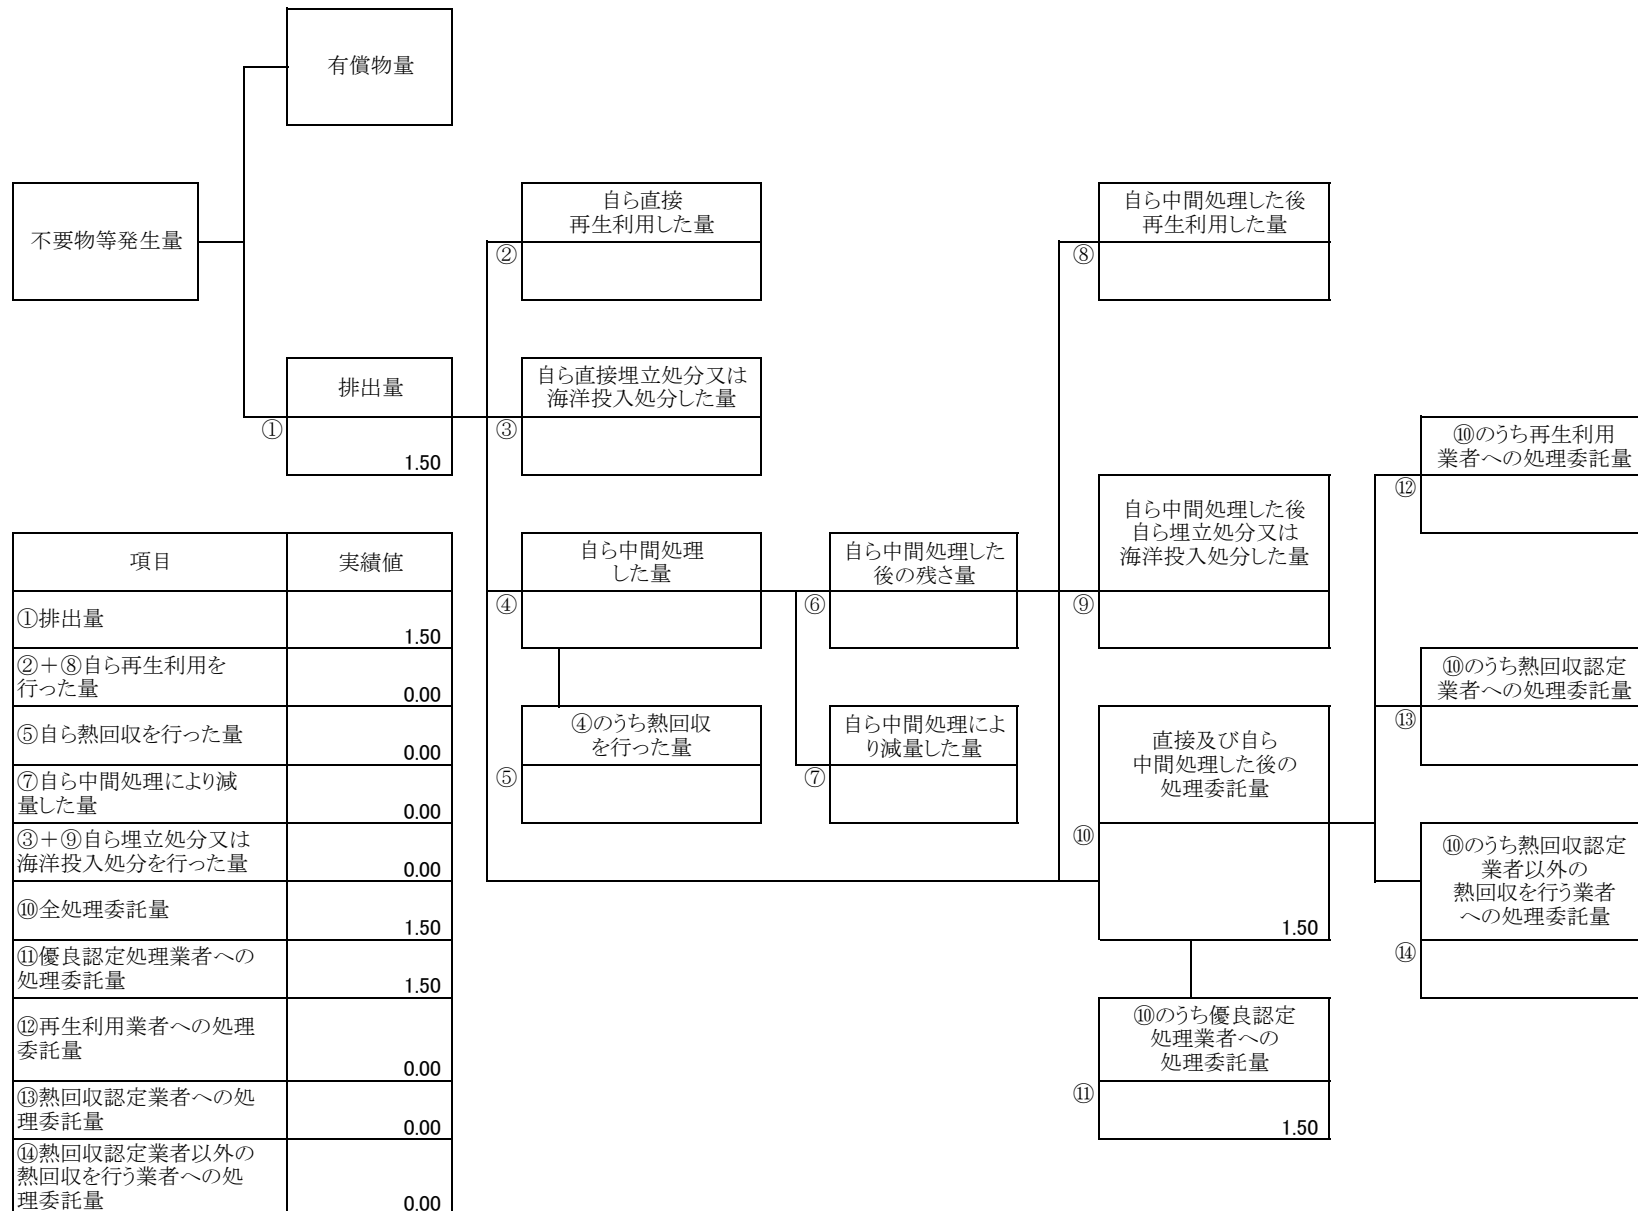 有償物量
不要物等発生量
自ら直接
再生利用した量
②
自ら中間処理した後
再生利用した量
⑧
排出量
①
1.50
自ら直接埋立処分又は
海洋投入処分した量
③
⑩のうち再生利用
業者への処理委託量
⑫
自ら中間処理した後
自ら埋立処分又は
海洋投入処分した量
⑨
自ら中間処理
した量
④
自ら中間処理した
後の残さ量
⑥
④のうち熱回収
を行った量
⑤
自ら中間処理によ
り減量した量
⑦
直接及び自ら
中間処理した後の
処理委託量
⑩
1.50
⑩のうち熱回収認定
業者への処理委託量
⑬
⑩のうち熱回収認定
業者以外の
熱回収を行う業者
への処理委託量
⑭
⑩のうち優良認定
処理業者への
処理委託量
⑪
1.50
項目 実績値
①排出量
1.50
②＋⑧自ら再生利用を
行った量
0.00
⑤自ら熱回収を行った量
0.00
⑦自ら中間処理により減
量した量
0.00
③＋⑨自ら埋立処分又は
海洋投入処分を行った量
0.00
⑩全処理委託量
1.50
⑪優良認定処理業者への
処理委託量
1.50
⑫再生利用業者への処理
委託量
0.00
⑬熱回収認定業者への処
理委託量
0.00
⑭熱回収認定業者以外の
熱回収を行う業者への処
理委託量
0.00